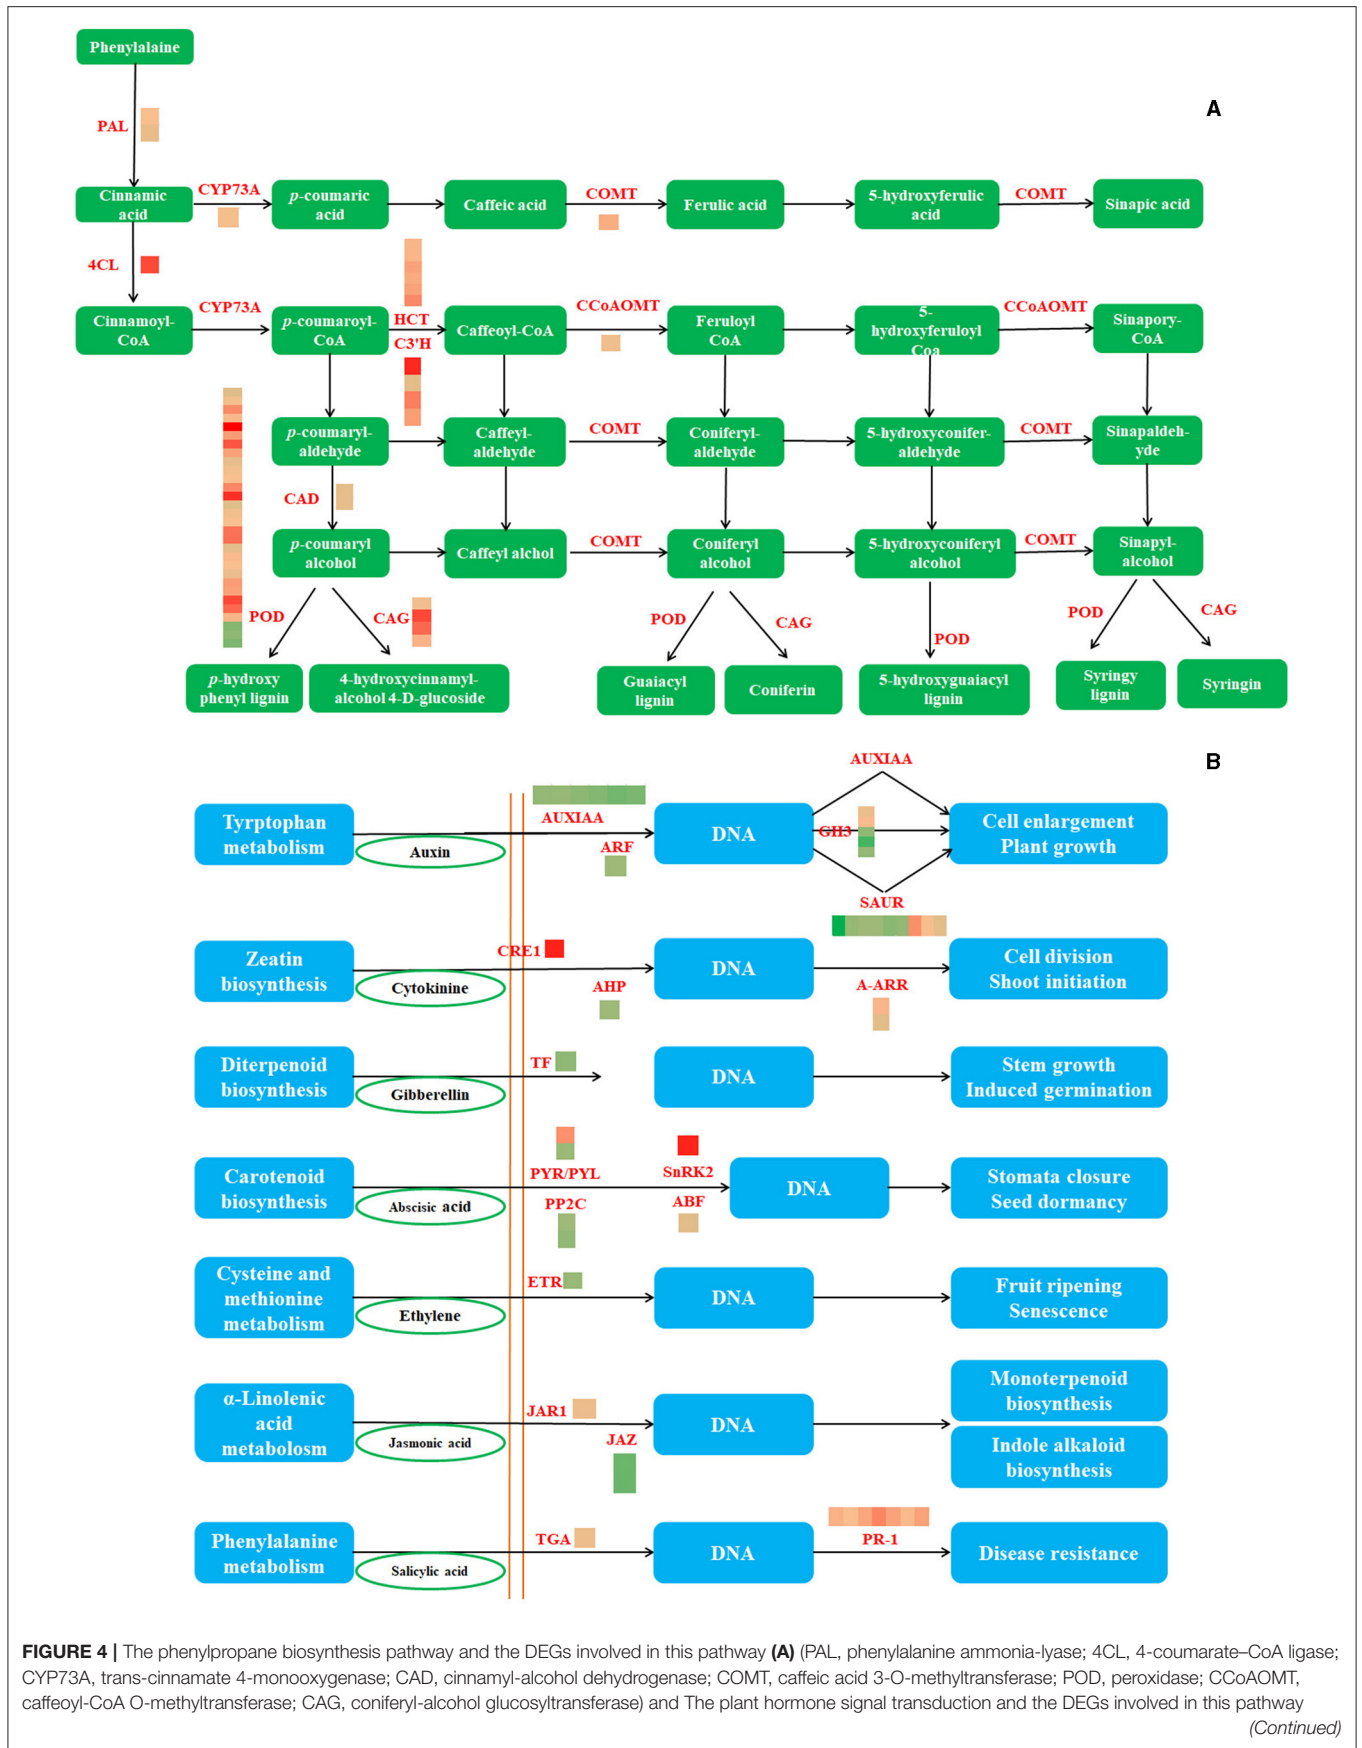 Phenylalaine
A
PAL
Cinnamic
acid
CYP73A
p-coumaric
acid
Caffeic acid
COMT
Ferulic acid
5-hydroxyferulic
acid
COMT
Sinapic acid
4CL
Cinnamoyl-
CoA
CYP73A
p-coumaroyl-
CoA
HCT
C3'H
Caffeoyl-CoA
CCoAOMT
Feruloyl
CoA
5-
hydroxyferuloyl
Coa
CCoAOMT
Sinapory-
CoA
p-coumaryl-
aldehyde
Caffeyl-
aldehyde
COMT
Coniferyl-
aldehyde
5-hydroxyconifer-
aldehyde
COMT
Sinapaldeh-
yde
CAD
p-coumaryl
alcohol
Caffeyl alchol
COMT
Coniferyl
alcohol
5-hydroxyconiferyl
alcohol
COMT
Sinapyl-
alcohol
POD
CAG
POD
CAG
POD
POD
CAG
p-hydroxy
phenyl lignin
4-hydroxycinnamyl-
alcohol 4-D-glucoside
Guaiacyl
lignin
Coniferin
5-hydroxyguaiacyl
lignin
Syringy
lignin
Syringin
B
Tyrptophan
metabolism
Auxin
AUXIAA
ARF
DNA
AUXIAA
GH3
SAUR
Cell enlargement
Plant growth
Zeatin
biosynthesis
Cytokinine
CRE1
AHP
DNA
A-ARR
Cell division
Shoot initiation
Diterpenoid
biosynthesis
Gibberellin
TF
DNA
Stem growth
Induced germination
Carotenoid
biosynthesis
Abscisic acid
PYR/PYL
PP2C
SnRK2
ABF
DNA
Stomata closure
Seed dormancy
Cysteine and
methionine
metabolism
Ethylene
ETR
DNA
Fruit ripening
Senescence
α-Linolenic
acid
metabolosm
Jasmonic acid
JAR1
JAZ
DNA
Monoterpenoid
biosynthesis
Indole alkaloid
biosynthesis
Phenylalanine
metabolism
Salicylic acid
TGA
DNA
PR-1
Disease resistance
FIGURE 4 | The phenylpropane biosynthesis pathway and the DEGs involved in this pathway (A) (PAL, phenylalanine ammonia-lyase; 4CL, 4-coumarate–CoA ligase;
CYP73A, trans-cinnamate 4-monooxygenase; CAD, cinnamyl-alcohol dehydrogenase; COMT, caffeic acid 3-O-methyltransferase; POD, peroxidase; CCoAOMT,
caffeoyl-CoA O-methyltransferase; CAG, coniferyl-alcohol glucosyltransferase) and The plant hormone signal transduction and the DEGs involved in this pathway
(Continued)